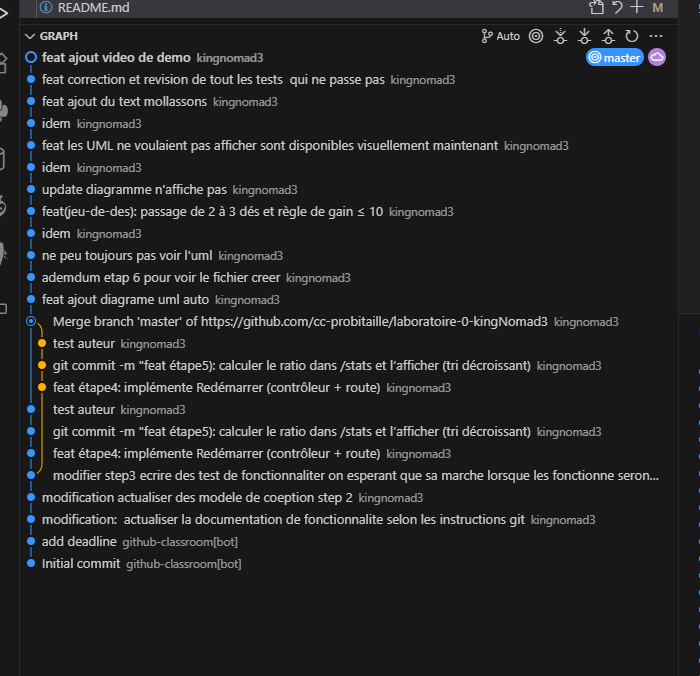 README.md M
GRAPH Auto
feat ajout video de demo kingnomad3 master
feat correction et revision de tout les tests  qui ne passe pas kingnomad3
feat ajout du text mollassons kingnomad3
idem kingnomad3
feat les UML ne voulaient pas afficher sont disponibles visuellement maintenant kingnomad3
idem kingnomad3
update diagramme n'affiche pas kingnomad3
feat(jeu-de-des): passage de 2 à 3 dés et règle de gain ≤ 10 kingnomad3
idem kingnomad3
ne peu toujours pas voir l'uml kingnomad3
ademdum etap 6 pour voir le fichier creer kingnomad3
feat ajout diagrame uml auto kingnomad3
Merge branch 'master' of https://github.com/cc-probitaille/laboratoire-0-kingNomad3 kingnomad3
test auteur kingnomad3
git commit -m "feat étape5): calculer le ratio dans /stats et l'afficher (tri décroissant) kingnomad3
feat étape4: implémente Redémarrer (contrôleur + route) kingnomad3
test auteur kingnomad3
git commit -m "feat étape5): calculer le ratio dans /stats et l'afficher (tri décroissant) kingnomad3
feat étape4: implémente Redémarrer (contrôleur + route) kingnomad3
modifier step3 ecrire des test de fonctionnaliter on esperant que sa marche lorsque les fonctionne seron...
modification actualiser des modele de coeption step 2 kingnomad3
modification:  actualiser la documentation de fonctionnalite selon les instructions git kingnomad3
add deadline github-classroom[bot]
Initial commit github-classroom[bot]